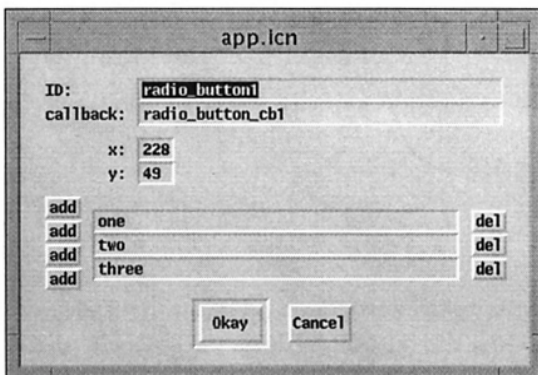 app.icn
ID: radio_button1
callback: radio_button_cb1
x: 228
y: 49
add
one del
add
two del
add
three del
add
Okay Cancel